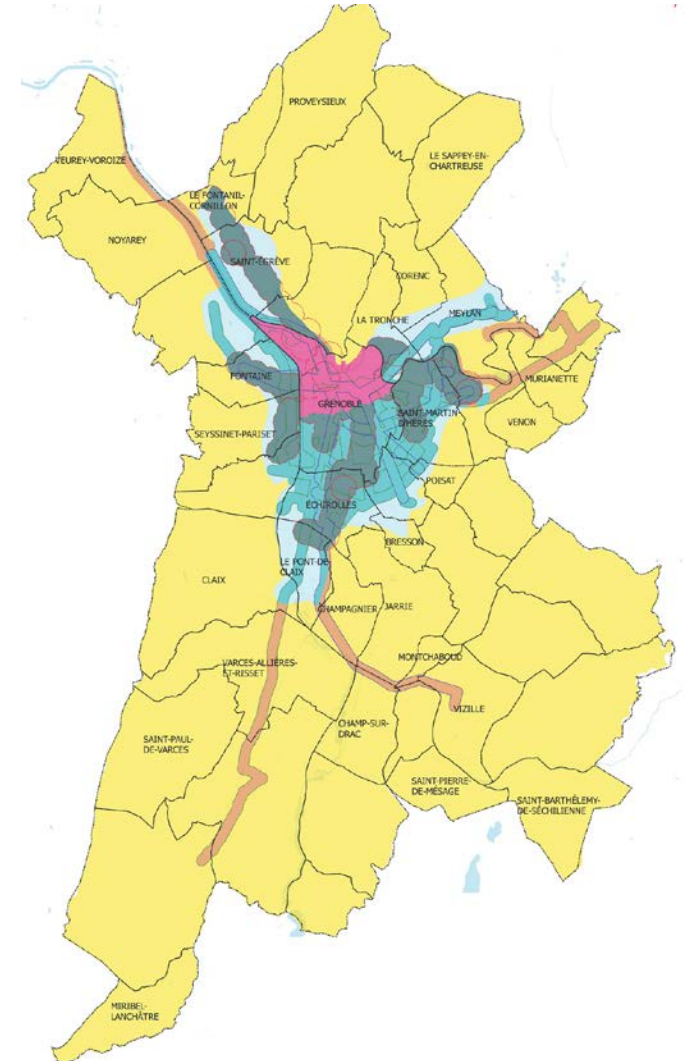 PROVEYSIEUX
LE SAPPEY-EN-
CHARTREUSE
VEUREY-VOROIZE
LE FONTANIL-
CORNILLON
NOYAREY
SAINT-ÉGRÈVE
CORENC
LA TRONCHE
MEYLAN
FONTAINE
MURIANETTE
GRENOBLE
SAINT-MARTIN-
D'HÈRES
VENON
SEYSSINET-PARISET
POISAT
ÉCHIROLLES
BRESSON
LE PONT-DE-
CLAIX
CLAIX
CHAMPAGNIER
JARRIE
MONTCHABOUD
VARCES-ALLIÈRES-
ET-RISSET
VIZILLE
CHAMP-SUR-
DRAC
SAINT-PAUL-
DE-VARCES
SAINT-PIERRE-
DE-MÉSAGE
SAINT-BARTHÉLEMY-
DE-SÉCHILIENNE
MIRIBEL-
LANCHÂTRE